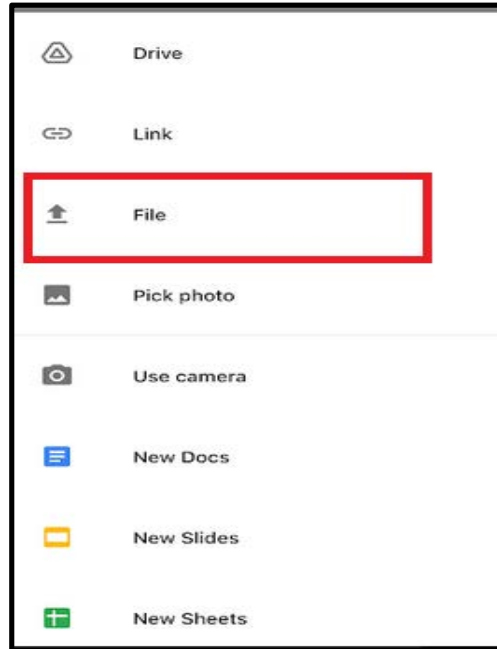 Drive
Link
File
Pick photo
Use camera
New Docs
New Slides
New Sheets